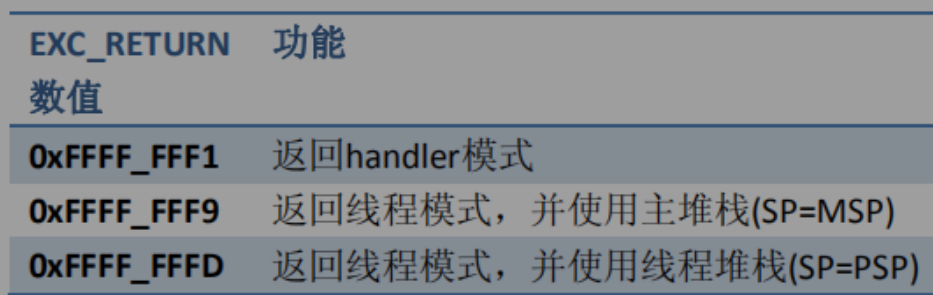 EXC_RETURN 功能
数值
0xFFFF_FFF1 返回handler模式
0xFFFF_FFF9 返回线程模式，并使用主堆栈(SP=MSP)
0xFFFF_FFFD 返回线程模式，并使用线程堆栈(SP=PSP)